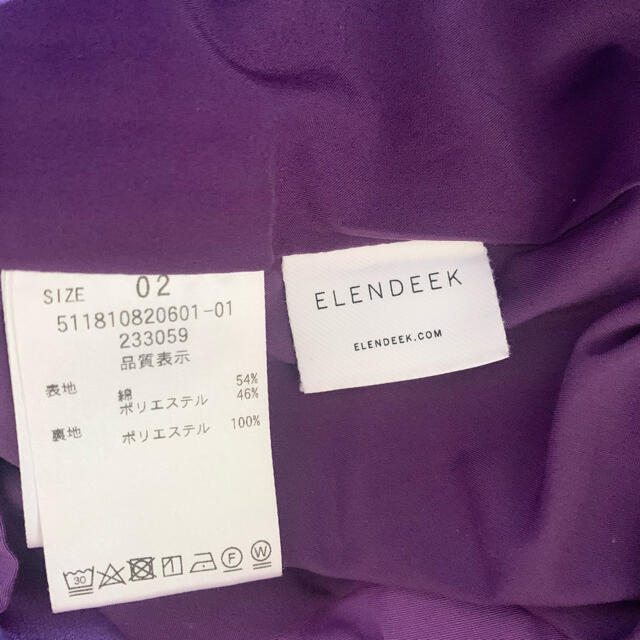 SIZE 02
511810820601-01
233059
品質表示
表地 綿 54%
ポリエステル 46%
裏地 ポリエステル 100%
30
F W
ELENDEEK
ELENDEEK.COM